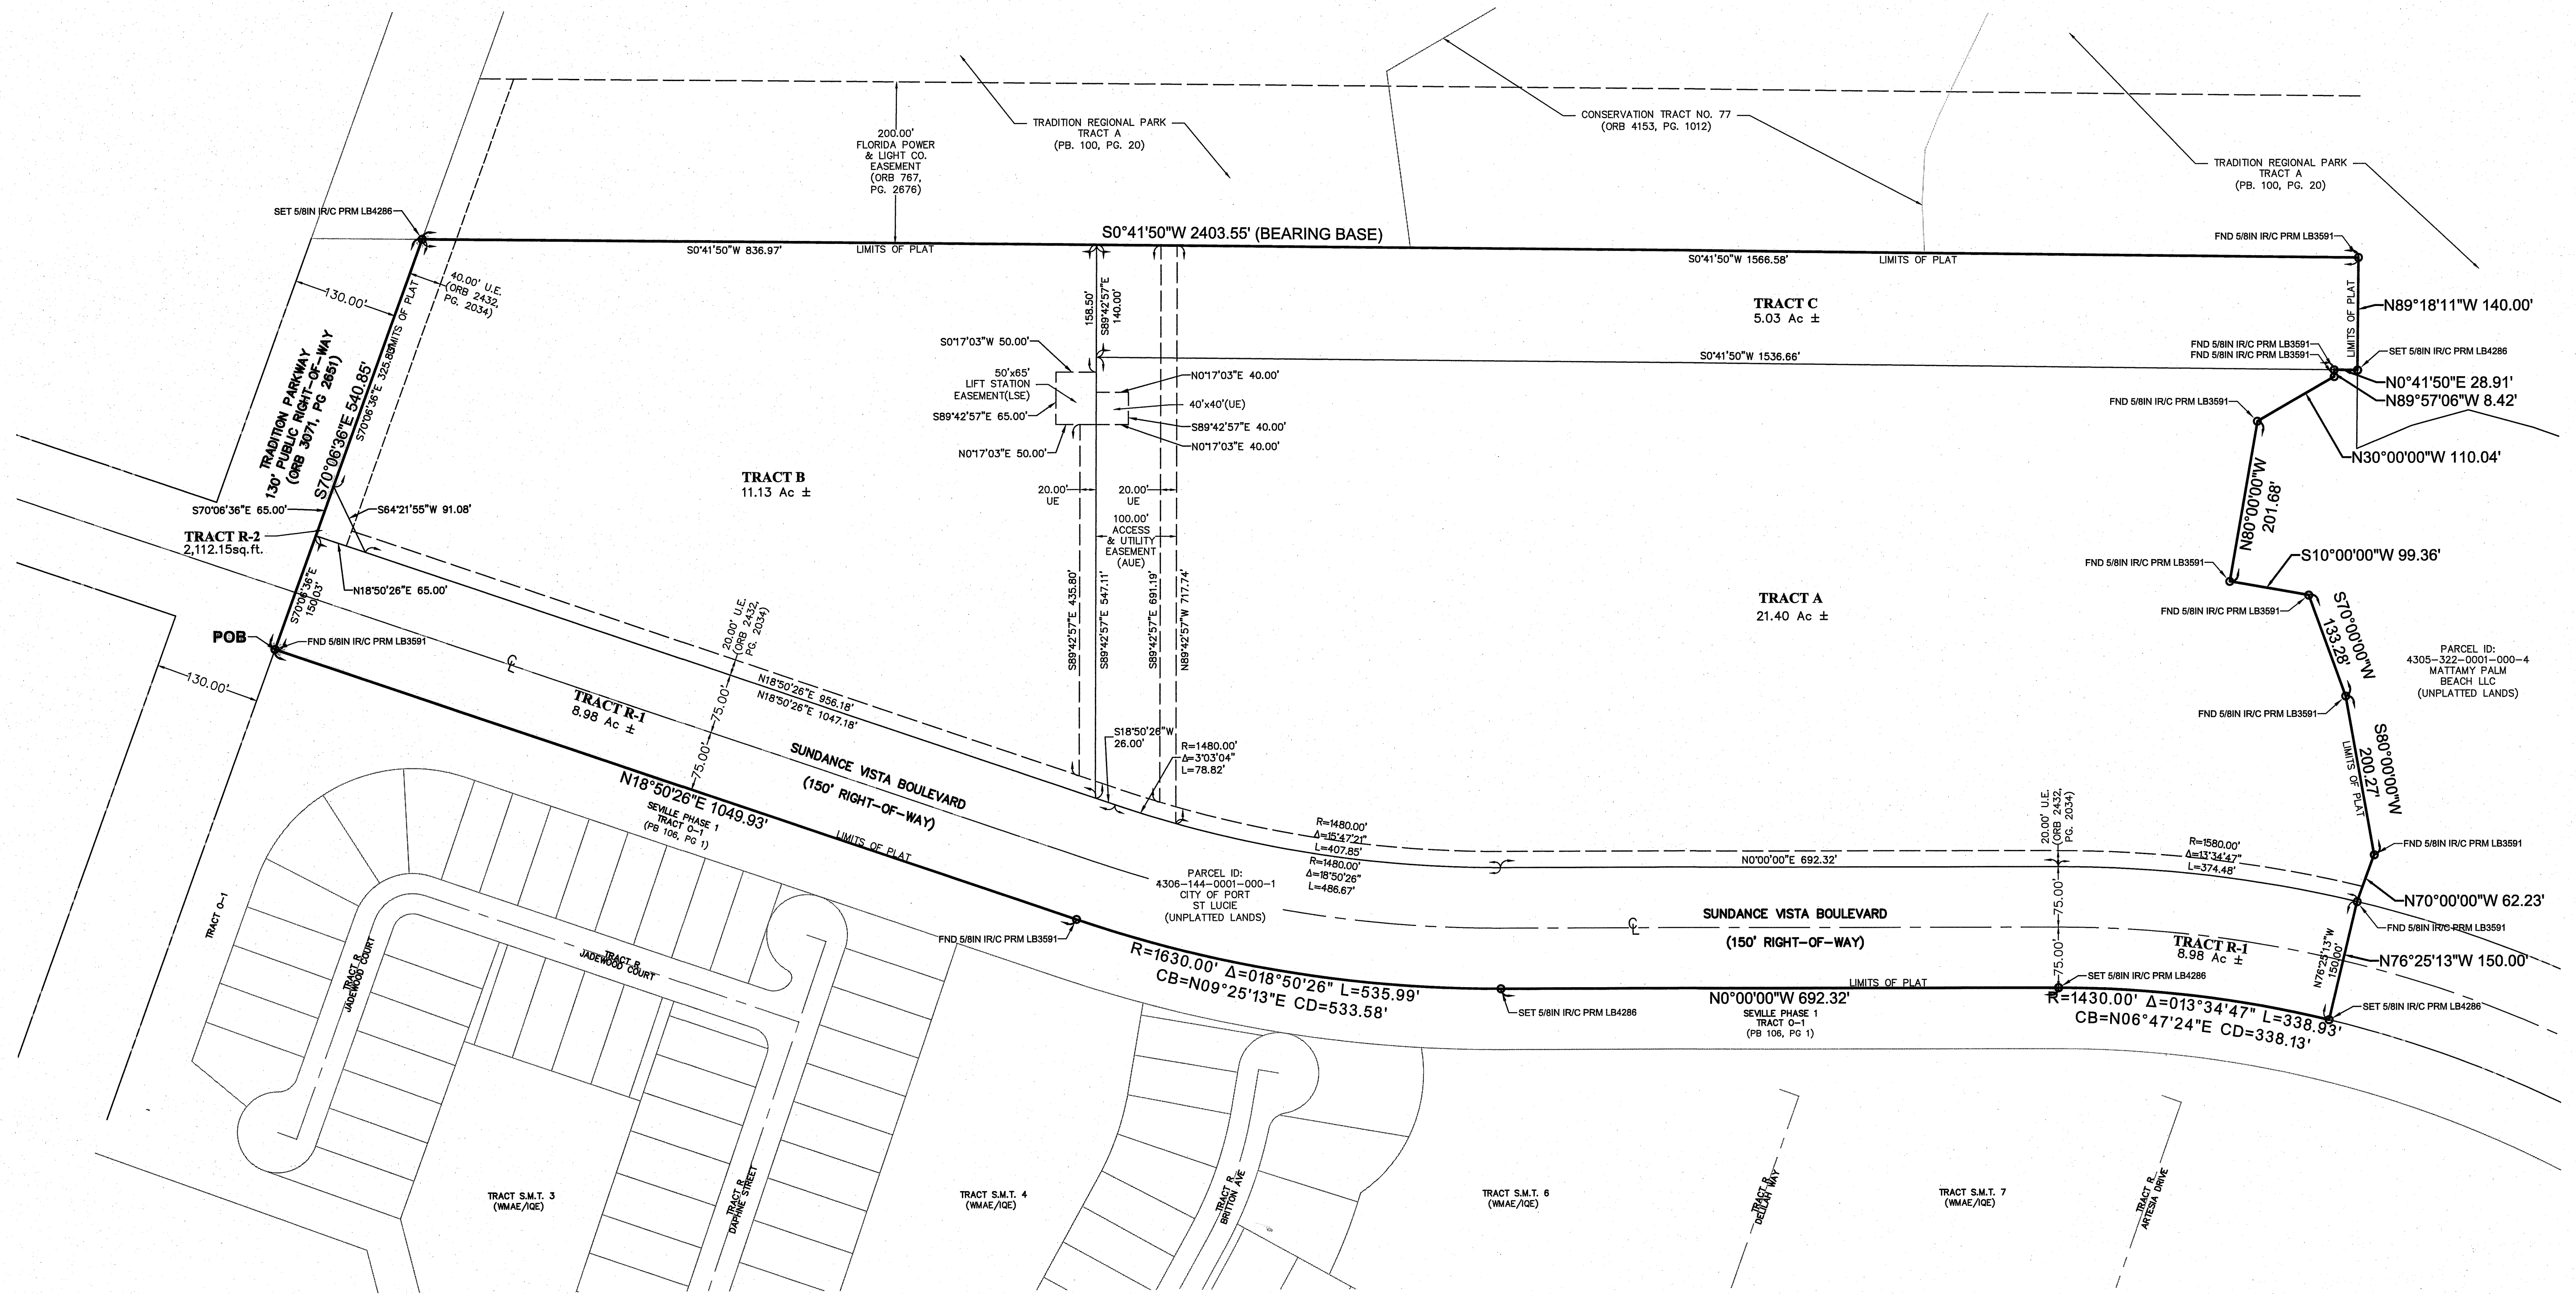 200.00'
FLORIDA POWER
& LIGHT CO.
EASEMENT
(ORB 767,
PG. 2676)
TRADITION REGIONAL PARK
TRACT A
(PB. 100, PG. 20)
CONSERVATION TRACT NO. 77
(ORB 4153, PG. 1012)
TRADITION REGIONAL PARK
TRACT A
(PB. 100, PG. 20)
SET 5/8IN IR/C PRM LB4286
S0°41'50"W 2403.55' (BEARING BASE)
S0°41'50"W 836.97'
LIMITS OF PLAT
S0°41'50"W 1566.58'
LIMITS OF PLAT
FND 5/8IN IR/C PRM LB3591
40.00' U.E.
(ORB 2432,
PG. 2034)
130.00'
LIMITS OF PLAT
TRADITION PARKWAY
130' PUBLIC RIGHT-OF-WAY
(ORB 3071, PG 2651)
S70°06'36"E 540.85'
S70°06'36"E 325.83'
158.50'
S89°42'57"E
140.00'
TRACT C
5.03 Ac ±
LIMITS OF PLAT
N89°18'11"W 140.00'
S0°17'03"W 50.00'
S0°41'50"W 1536.66'
FND 5/8IN IR/C PRM LB3591
FND 5/8IN IR/C PRM LB3591
SET 5/8IN IR/C PRM LB4286
50'x65'
LIFT STATION
EASEMENT(LSE)
N0°17'03"E 40.00'
N0°41'50"E 28.91'
N89°57'06"W 8.42'
40'x40'(UE)
S89°42'57"E 65.00'
S89°42'57"E 40.00'
FND 5/8IN IR/C PRM LB3591
N0°17'03"E 50.00'
N0°17'03"E 40.00'
N30°00'00"W 110.04'
TRACT B
11.13 Ac ±
20.00'
UE
20.00'
UE
100.00'
ACCESS
& UTILITY
EASEMENT
(AUE)
N80°00'00"W
201.68'
S70°06'36"E 65.00'
S64°21'55"W 91.08'
TRACT R-2
2,112.15sq.ft.
N18°50'26"E 65.00'
S70°06'36"E
150.03'
S10°00'00"W 99.36'
FND 5/8IN IR/C PRM LB3591
FND 5/8IN IR/C PRM LB3591
S89°42'57"E 435.80'
S89°42'57"E 547.11'
S89°42'57"E 691.19'
N89°42'57"W 717.74'
TRACT A
21.40 Ac ±
S70°00'00"W
133.28'
POB
FND 5/8IN IR/C PRM LB3591
20.00' U.E.
(ORB 2432,
PG. 2034)
PARCEL ID:
4305-322-0001-000-4
MATTAMY PALM
BEACH LLC
(UNPLATTED LANDS)
130.00'
CL
TRACT R-1
8.98 Ac ±
N18°50'26"E 956.18'
N18°50'26"E 1047.18'
75.00'
75.00'
FND 5/8IN IR/C PRM LB3591
S18°50'26"W
26.00'
R=1480.00'
Δ=3°03'04"
L=78.82'
SUNDANCE VISTA BOULEVARD
(150' RIGHT-OF-WAY)
S80°00'00"W
200.27'
LIMITS OF PLAT
N18°50'26"E 1049.93'
SEVILLE PHASE 1
TRACT O-1
(PB 106, PG 1)
LIMITS OF PLAT
R=1480.00'
Δ=15°47'21"
L=407.85'
R=1480.00'
Δ=18°50'26"
L=486.67'
N0°00'00"E 692.32'
20.00' U.E.
(ORB 2432,
PG. 2034)
R=1580.00'
Δ=13°34'47"
L=374.48'
FND 5/8IN IR/C PRM LB3591
PARCEL ID:
4306-144-0001-000-1
CITY OF PORT
ST LUCIE
(UNPLATTED LANDS)
TRACT O-1
75.00'
75.00'
N70°00'00"W 62.23'
SUNDANCE VISTA BOULEVARD
CL
(150' RIGHT-OF-WAY)
FND 5/8IN IR/C PRM LB3591
FND 5/8IN IR/C PRM LB3591
TRACT R-1
8.98 Ac ±
N76°25'13"W
150.00'
N76°25'13"W 150.00'
R=1630.00' Δ=018°50'26" L=535.99'
CB=N09°25'13"E CD=533.58'
SET 5/8IN IR/C PRM LB4286
LIMITS OF PLAT
N0°00'00"W 692.32'
SEVILLE PHASE 1
TRACT O-1
(PB 106, PG 1)
SET 5/8IN IR/C PRM LB4286
R=1430.00' Δ=013°34'47" L=338.93'
CB=N06°47'24"E CD=338.13'
SET 5/8IN IR/C PRM LB4286
TRACT R
JADEWOOD COURT
TRACT R
JADEWOOD COURT
TRACT S.M.T. 3
(WMAE/IQE)
TRACT R
DAPHNE STREET
TRACT S.M.T. 4
(WMAE/IQE)
TRACT R
BRITTON AVE
TRACT S.M.T. 6
(WMAE/IQE)
TRACT R
DELILAH WAY
TRACT S.M.T. 7
(WMAE/IQE)
TRACT R
ARTESIA DRIVE